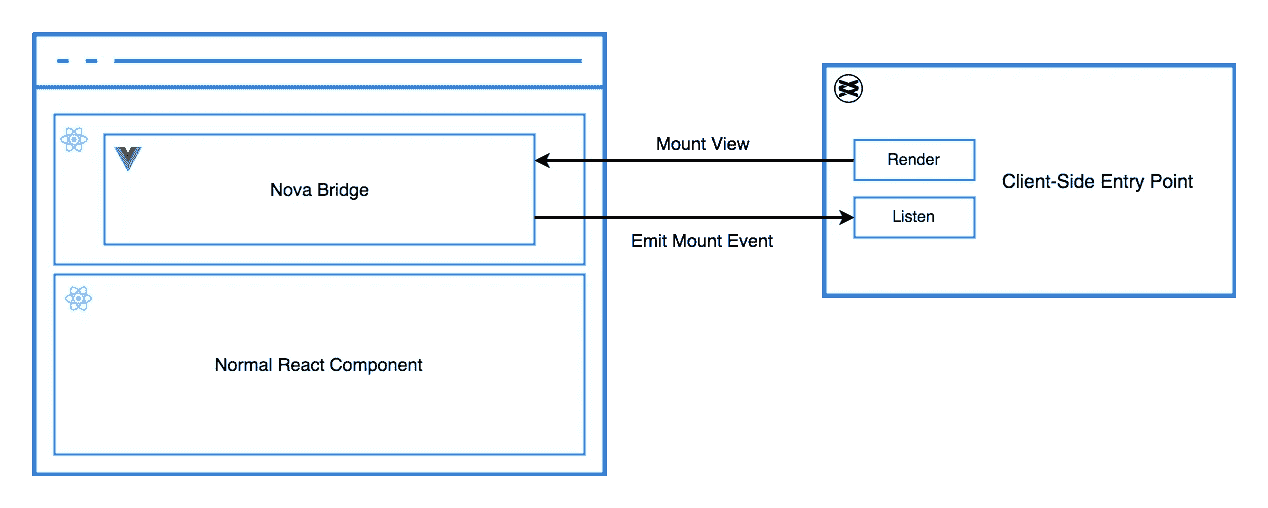 Mount View
Render
Nova Bridge
Client-Side Entry Point
Listen
Emit Mount Event
Normal React Component